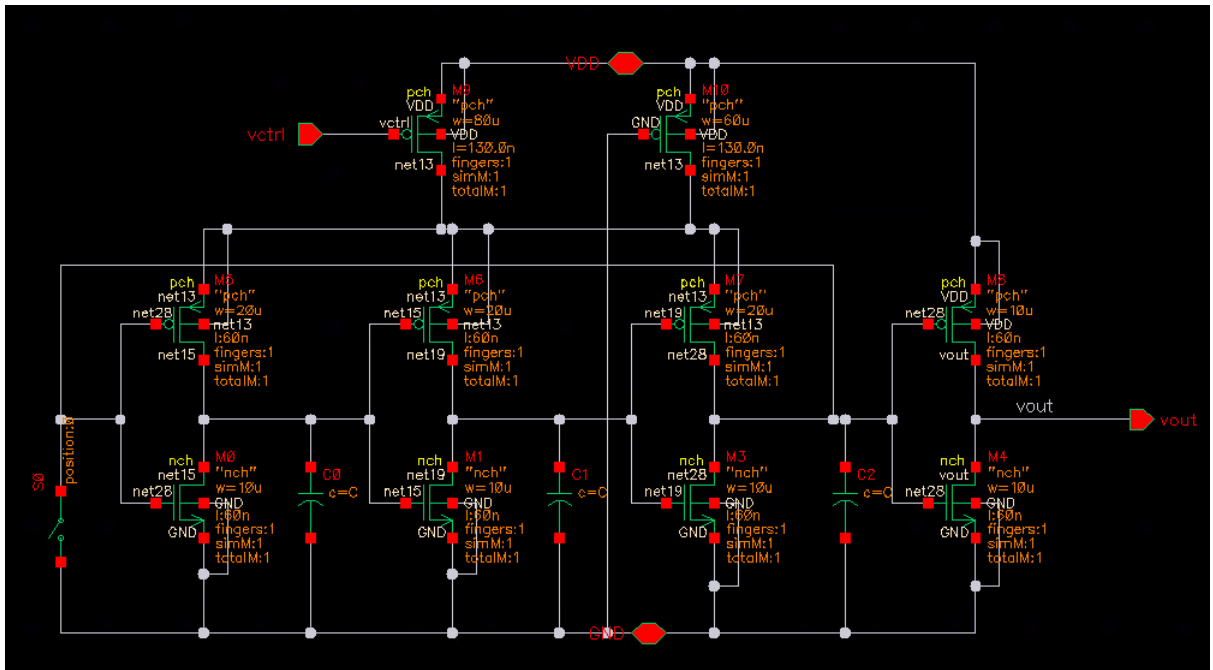 VDD
pch
VDD
M9
"pch"
w=80u
vctrl
vctrl
VDD
l=130.0n
net13
fingers:1
simM:1
totalM:1
pch
VDD
M10
"pch"
w=60u
GND
VDD
l=130.0n
net13
fingers:1
simM:1
totalM:1
pch
net13
M5
"pch"
w=20u
net28
net13
l:60n
net15
fingers:1
simM:1
totalM:1
pch
net13
M6
"pch"
w=20u
net15
net13
l:60n
net19
fingers:1
simM:1
totalM:1
pch
net13
M7
"pch"
w=20u
net19
net13
l:60n
net28
fingers:1
simM:1
totalM:1
pch
VDD
"pch"
w=10u
net28
VDD
l:60n
vout
fingers:1
simM:1
totalM:1
vout
vout
S0
position:0
nch
net15
M0
"nch"
w=10u
net28
GND
l:60n
GND
fingers:1
simM:1
totalM:1
C0
c=C
nch
net19
M1
"nch"
w=10u
net15
GND
l:60n
GND
fingers:1
simM:1
totalM:1
C1
c=C
nch
net28
M3
"nch"
w=10u
net19
GND
l:60n
GND
fingers:1
simM:1
totalM:1
C2
c=C
nch
vout
M4
"nch"
w=10u
net28
GND
l:60n
GND
fingers:1
simM:1
totalM:1
GND